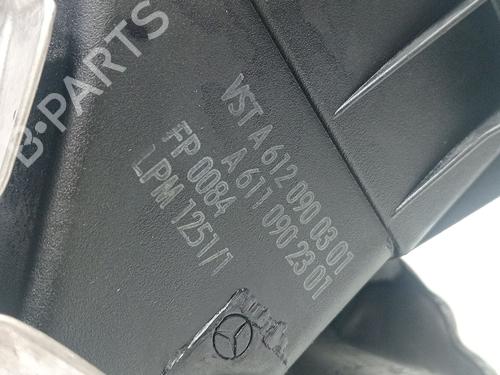 B-PARTS
VST A 612 090 03 01
A 611 090 23 01
FP 0084
LPM 1251/1